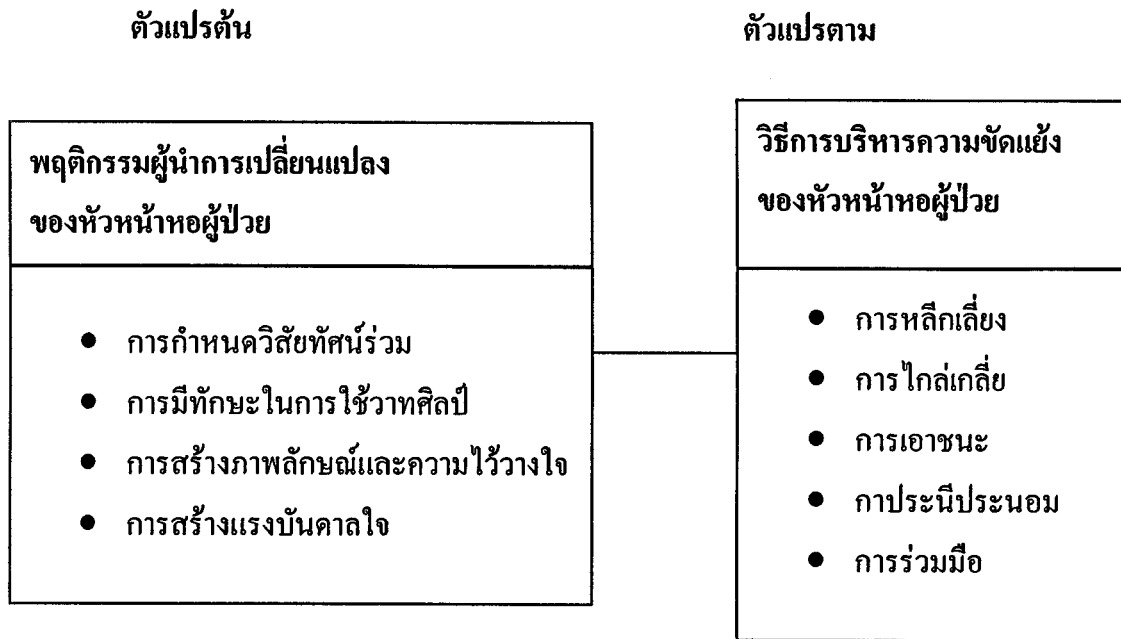 ตัวแปรต้น
ตัวแปรตาม
พฤติกรรมผู้นำการเปลี่ยนแปลง
ของหัวหน้าหอผู้ป่วย
● การกำหนดวิสัยทัศน์ร่วม
● การมีทักษะในการใช้วาทศิลป์
● การสร้างภาพลักษณ์และความไว้วางใจ
● การสร้างแรงบันดาลใจ
วิธีการบริหารความขัดแย้ง
ของหัวหน้าหอผู้ป่วย
● การหลีกเลี่ยง
● การไกล่เกลี่ย
● การเอาชนะ
● กาประนีประนอม
● การร่วมมือ